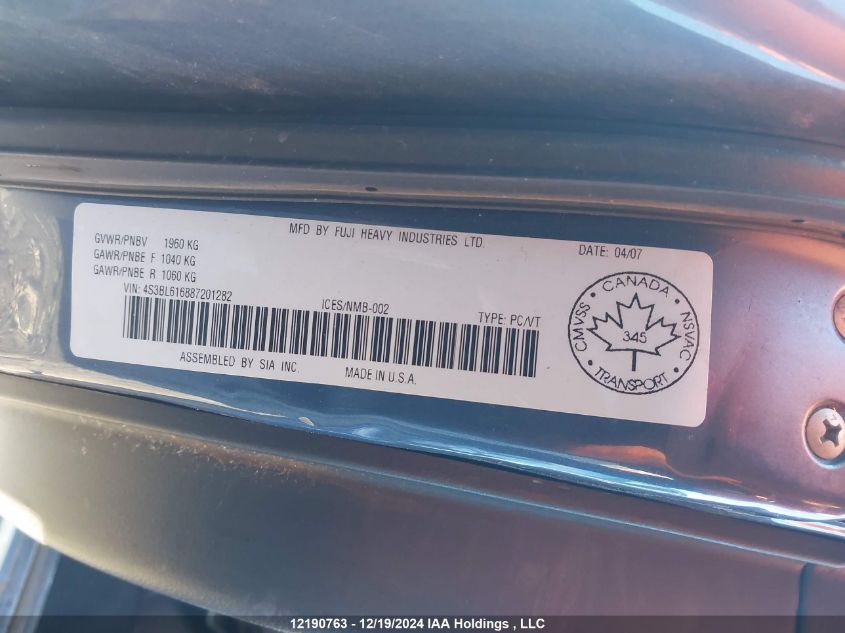 MFD BY FUJI HEAVY INDUSTRIES LTD.
DATE: 04/07
GVWR/PNBV 1960 KG
GAWR/PNBE F 1040 KG
GAWR/PNBE R 1060 KG
VIN: 4S3BL616887201282
ICES/NMB-002
TYPE: PC/VT
ASSEMBLED BY SIA INC.
MADE IN U.S.A.
CANADA
CMVSS
NSVAC
345
TRANSPORT
12190763 - 12/19/2024 IAA Holdings , LLC